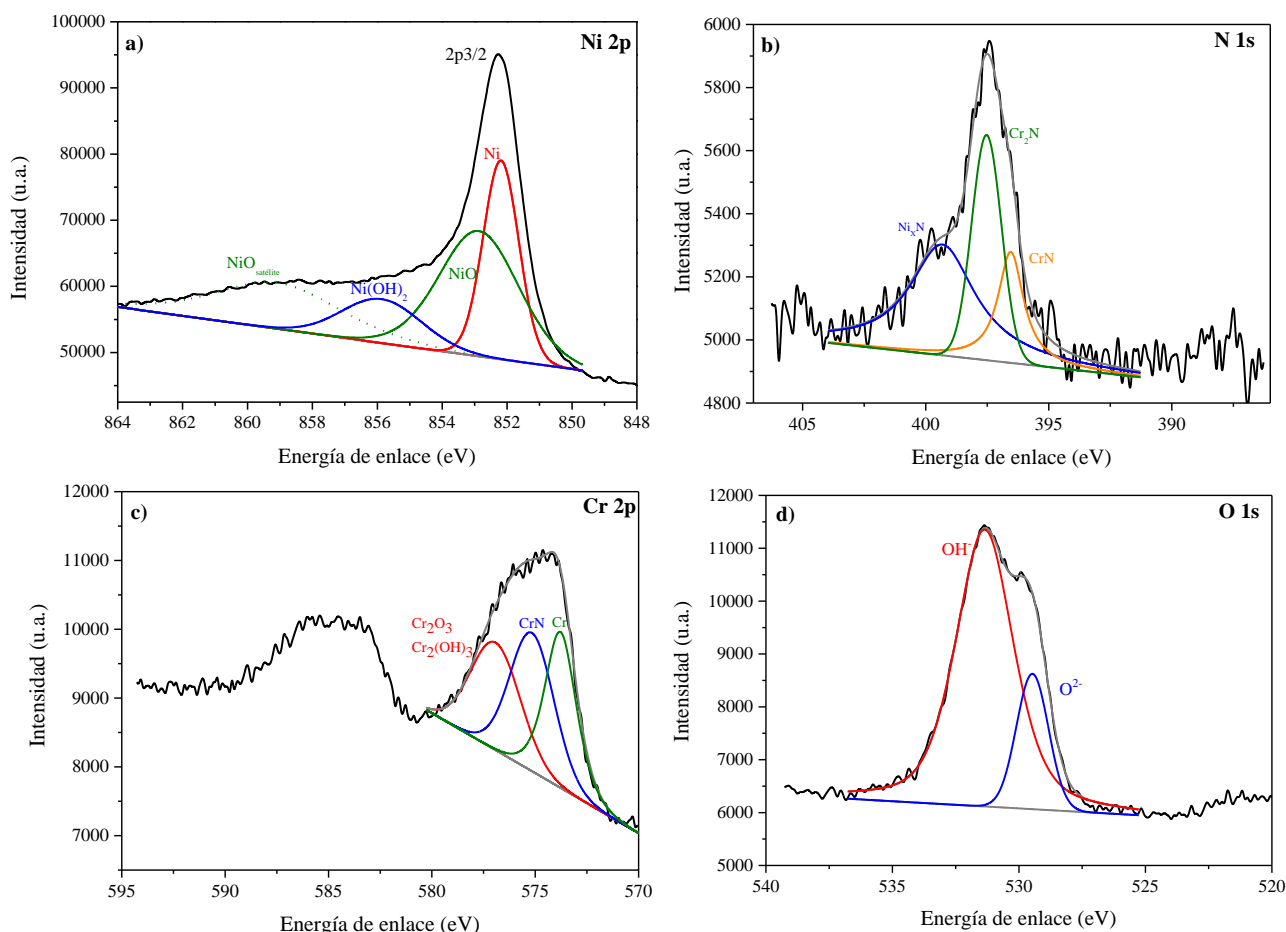 a)
Ni 2p
2p3/2
Ni
NiO
NiO satélite
Ni(OH)2
100000
90000
80000
70000
60000
50000
864 862 860 858 856 854 852 850 848
Intensidad (u.a.)
Energía de enlace (eV)
b)
N 1s
Cr2N
NixN
CrN
6000
5800
5600
5400
5200
5000
4800
405 400 395 390
Intensidad (u.a.)
Energía de enlace (eV)
c)
Cr 2p
Cr2O3
Cr2(OH)3
CrN
Cr
12000
11000
10000
9000
8000
7000
595 590 585 580 575 570
Intensidad (u.a.)
Energía de enlace (eV)
d)
O 1s
OH-
O2-
12000
11000
10000
9000
8000
7000
6000
5000
540 535 530 525 520
Intensidad (u.a.)
Energía de enlace (eV)